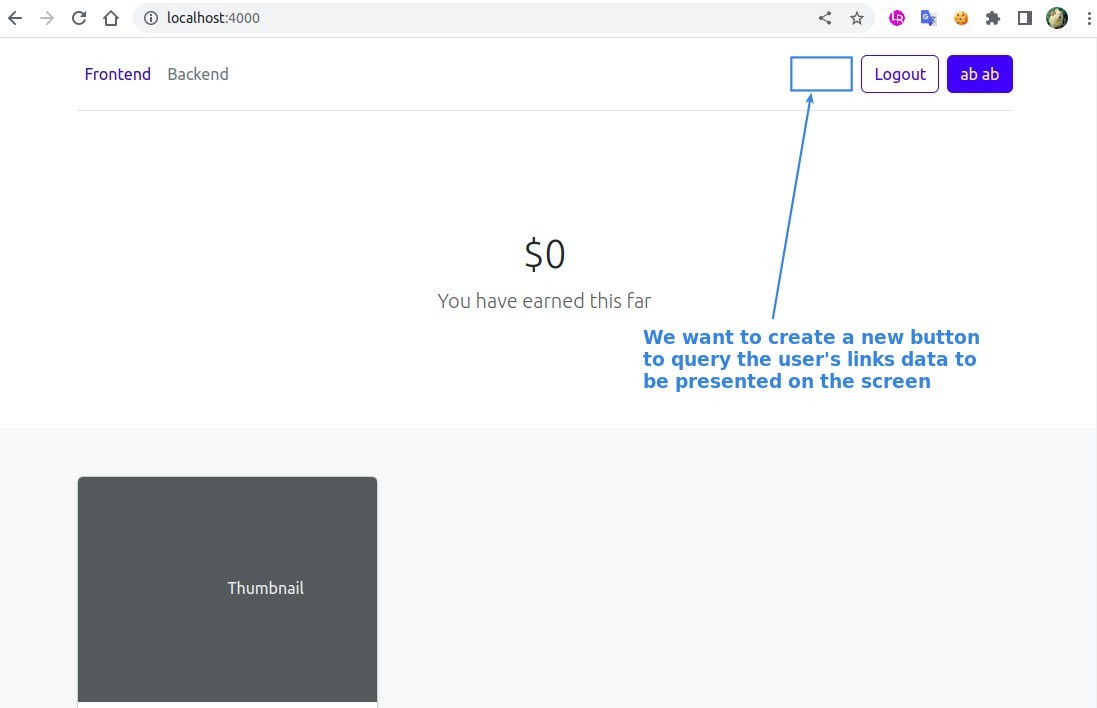 localhost:4000
Frontend Backend Logout ab ab
$0
You have earned this far
We want to create a new button
to query the user's links data to
be presented on the screen
Thumbnail